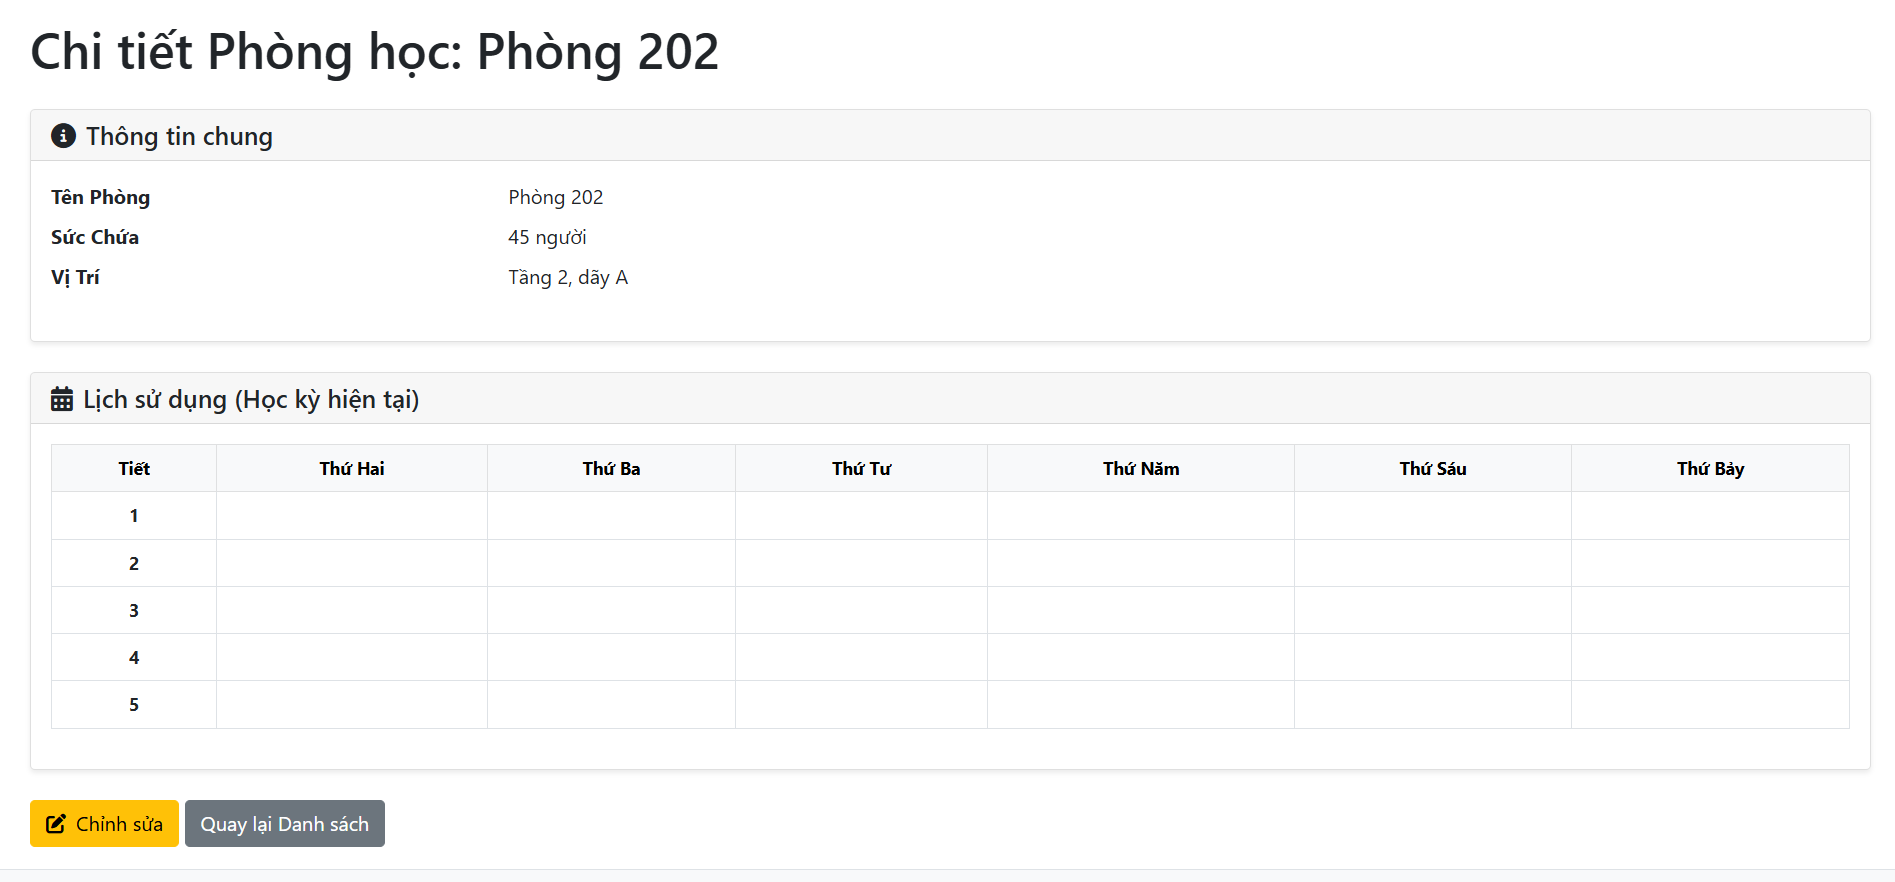 Chi tiết Phòng học: Phòng 202
Thông tin chung
Tên Phòng Phòng 202
Sức Chứa 45 người
Vị Trí Tầng 2, dãy A
Lịch sử dụng (Học kỳ hiện tại)
Tiết Thứ Hai Thứ Ba Thứ Tư Thứ Năm Thứ Sáu Thứ Bảy
1
2
3
4
5
Chỉnh sửa Quay lại Danh sách